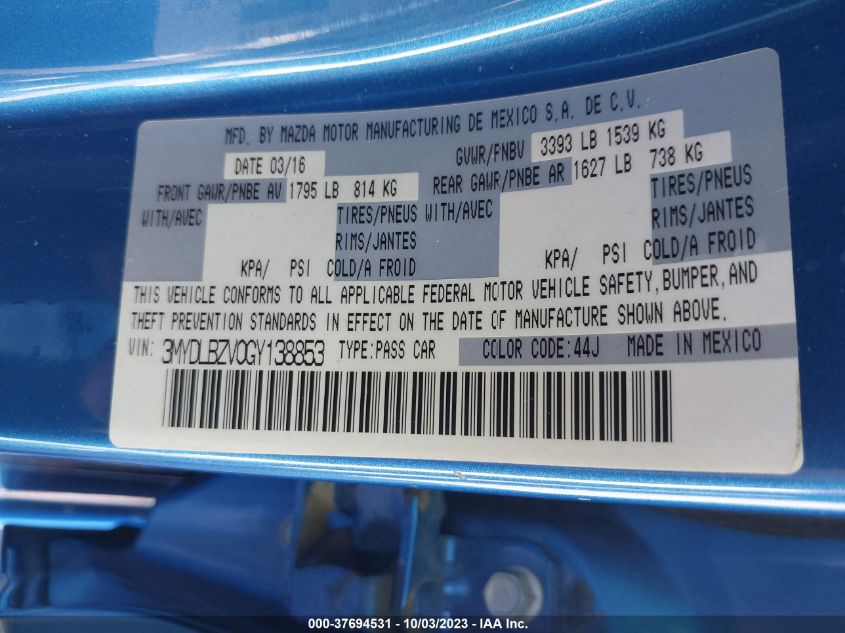 MFD. BY MAZDA MOTOR MANUFACTURING DE MEXICO S.A. DE C.V.
DATE 03/16 GVWR/PNBV 3393 LB 1539 KG
FRONT GAWR/PNBE AV 1795 LB 814 KG REAR GAWR/PNBE AR 1627 LB 738 KG
WITH/AVEC TIRES/PNEUS WITH/AVEC TIRES/PNEUS
RIMS/JANTES RIMS/JANTES
KPA/ PSI COLD/A FROID KPA/ PSI COLD/A FROID
THIS VEHICLE CONFORMS TO ALL APPLICABLE FEDERAL MOTOR VEHICLE SAFETY, BUMPER, AND
THEFT PREVENTION STANDARDS IN EFFECT ON THE DATE OF MANUFACTURE SHOWN ABOVE.
VIN: 3MYDLBZV0GY138853 TYPE:PASS CAR COLOR CODE:44J MADE IN MEXICO
000-37694531 - 10/03/2023 - IAA Inc.